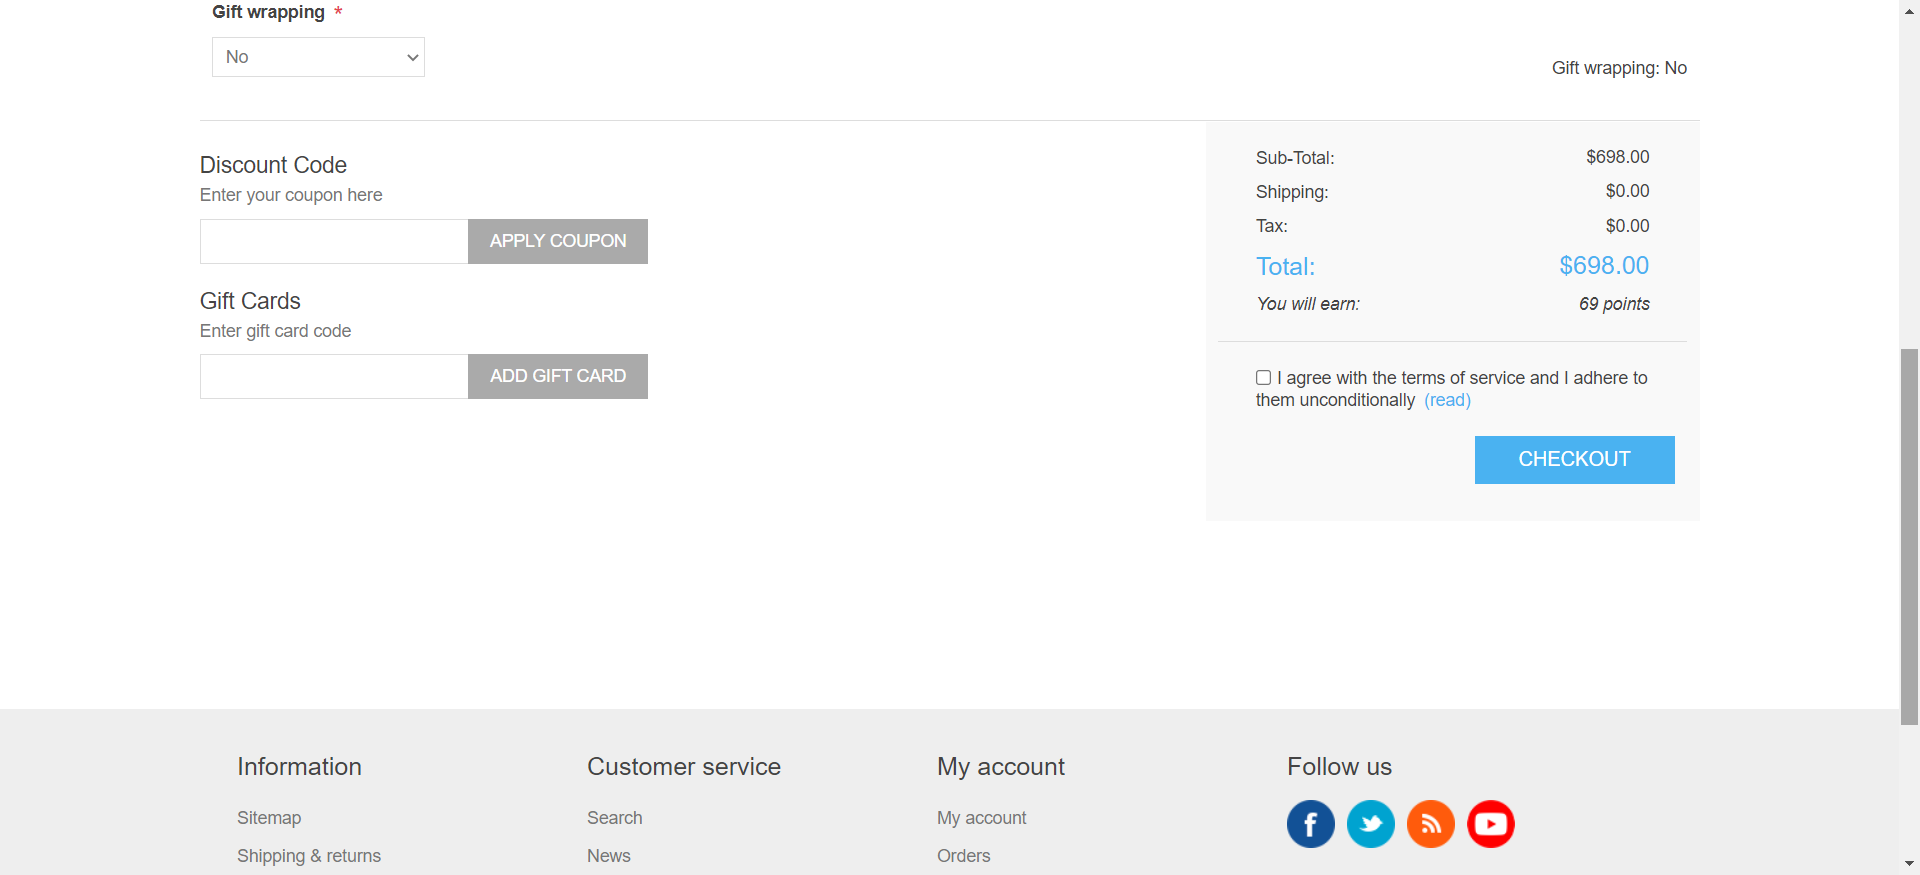 Gift wrapping *
No
Gift wrapping: No
Discount Code
Enter your coupon here
APPLY COUPON
Gift Cards
Enter gift card code
ADD GIFT CARD
Sub-Total: $698.00
Shipping: $0.00
Tax: $0.00
Total: $698.00
You will earn: 69 points
I agree with the terms of service and I adhere to
them unconditionally (read)
CHECKOUT
Information
Sitemap
Shipping & returns
Customer service
Search
News
My account
My account
Orders
Follow us